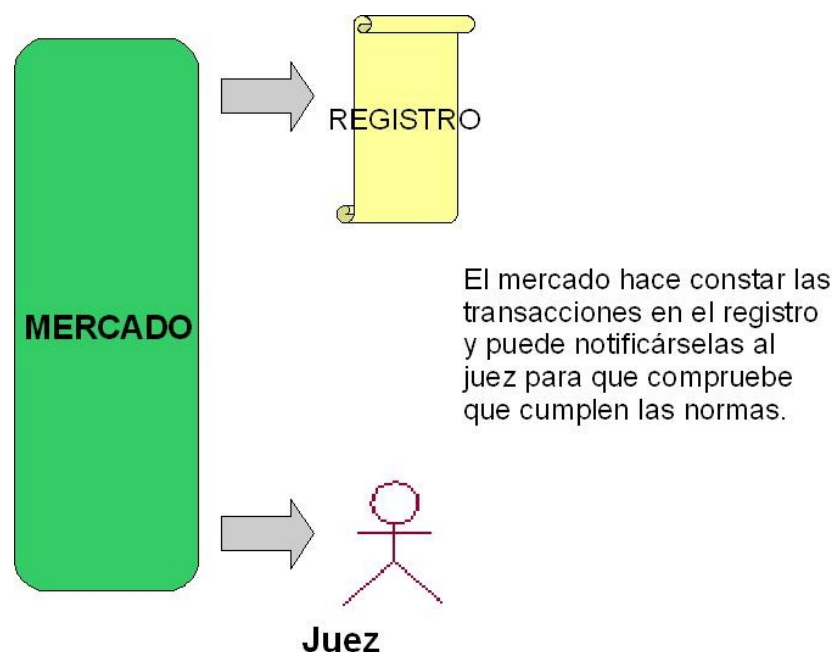 REGISTRO
MERCADO
El mercado hace constar las
transacciones en el registro
y puede notificárselas al
juez para que compruebe
que cumplen las normas.
Juez